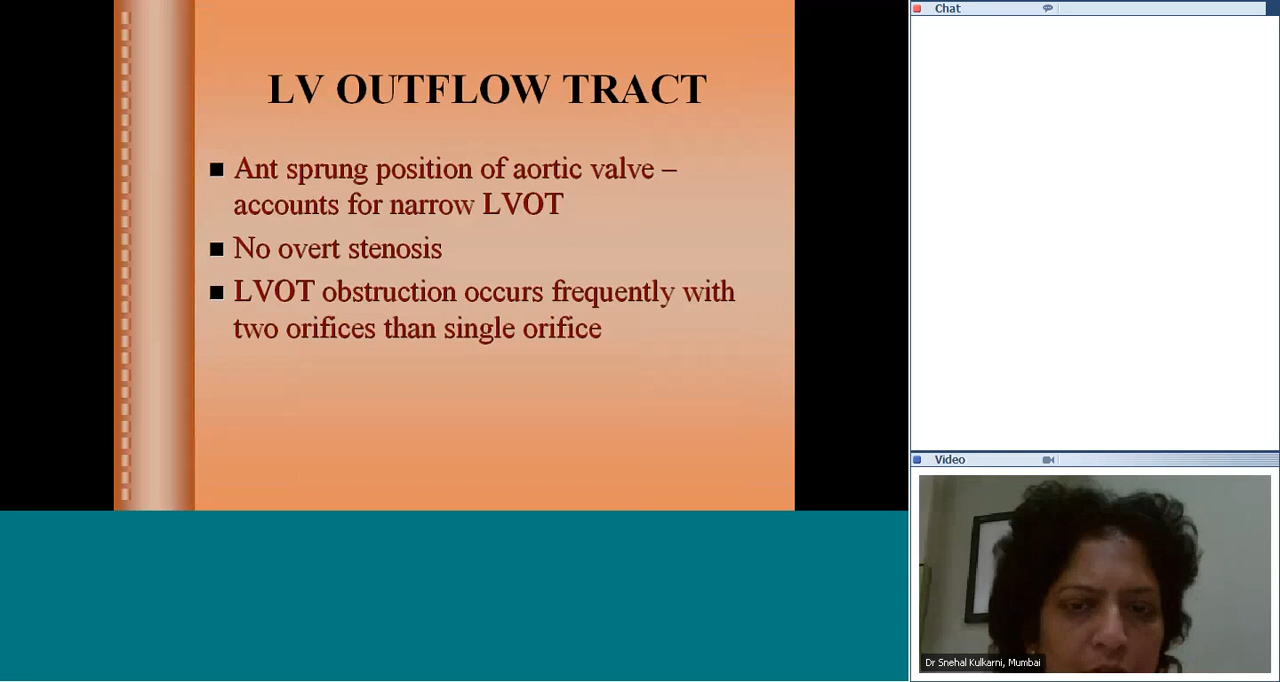 LV OUTFLOW TRACT
Ant sprung position of aortic valve –
accounts for narrow LVOT
No overt stenosis
LVOT obstruction occurs frequently with
two orifices than single orifice
Chat
Video
Dr Snehal Kulkarni, Mumbai